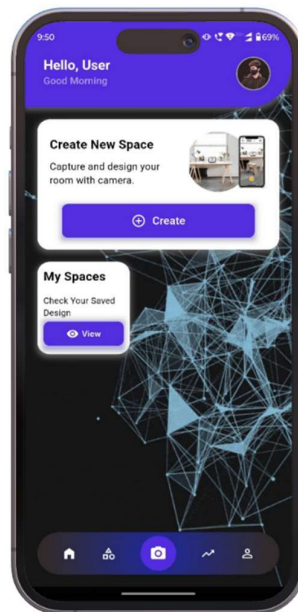 9:50
69%
Hello, User
Good Morning
Create New Space
Capture and design your
room with camera.
Create
My Spaces
Check Your Saved
Design
View